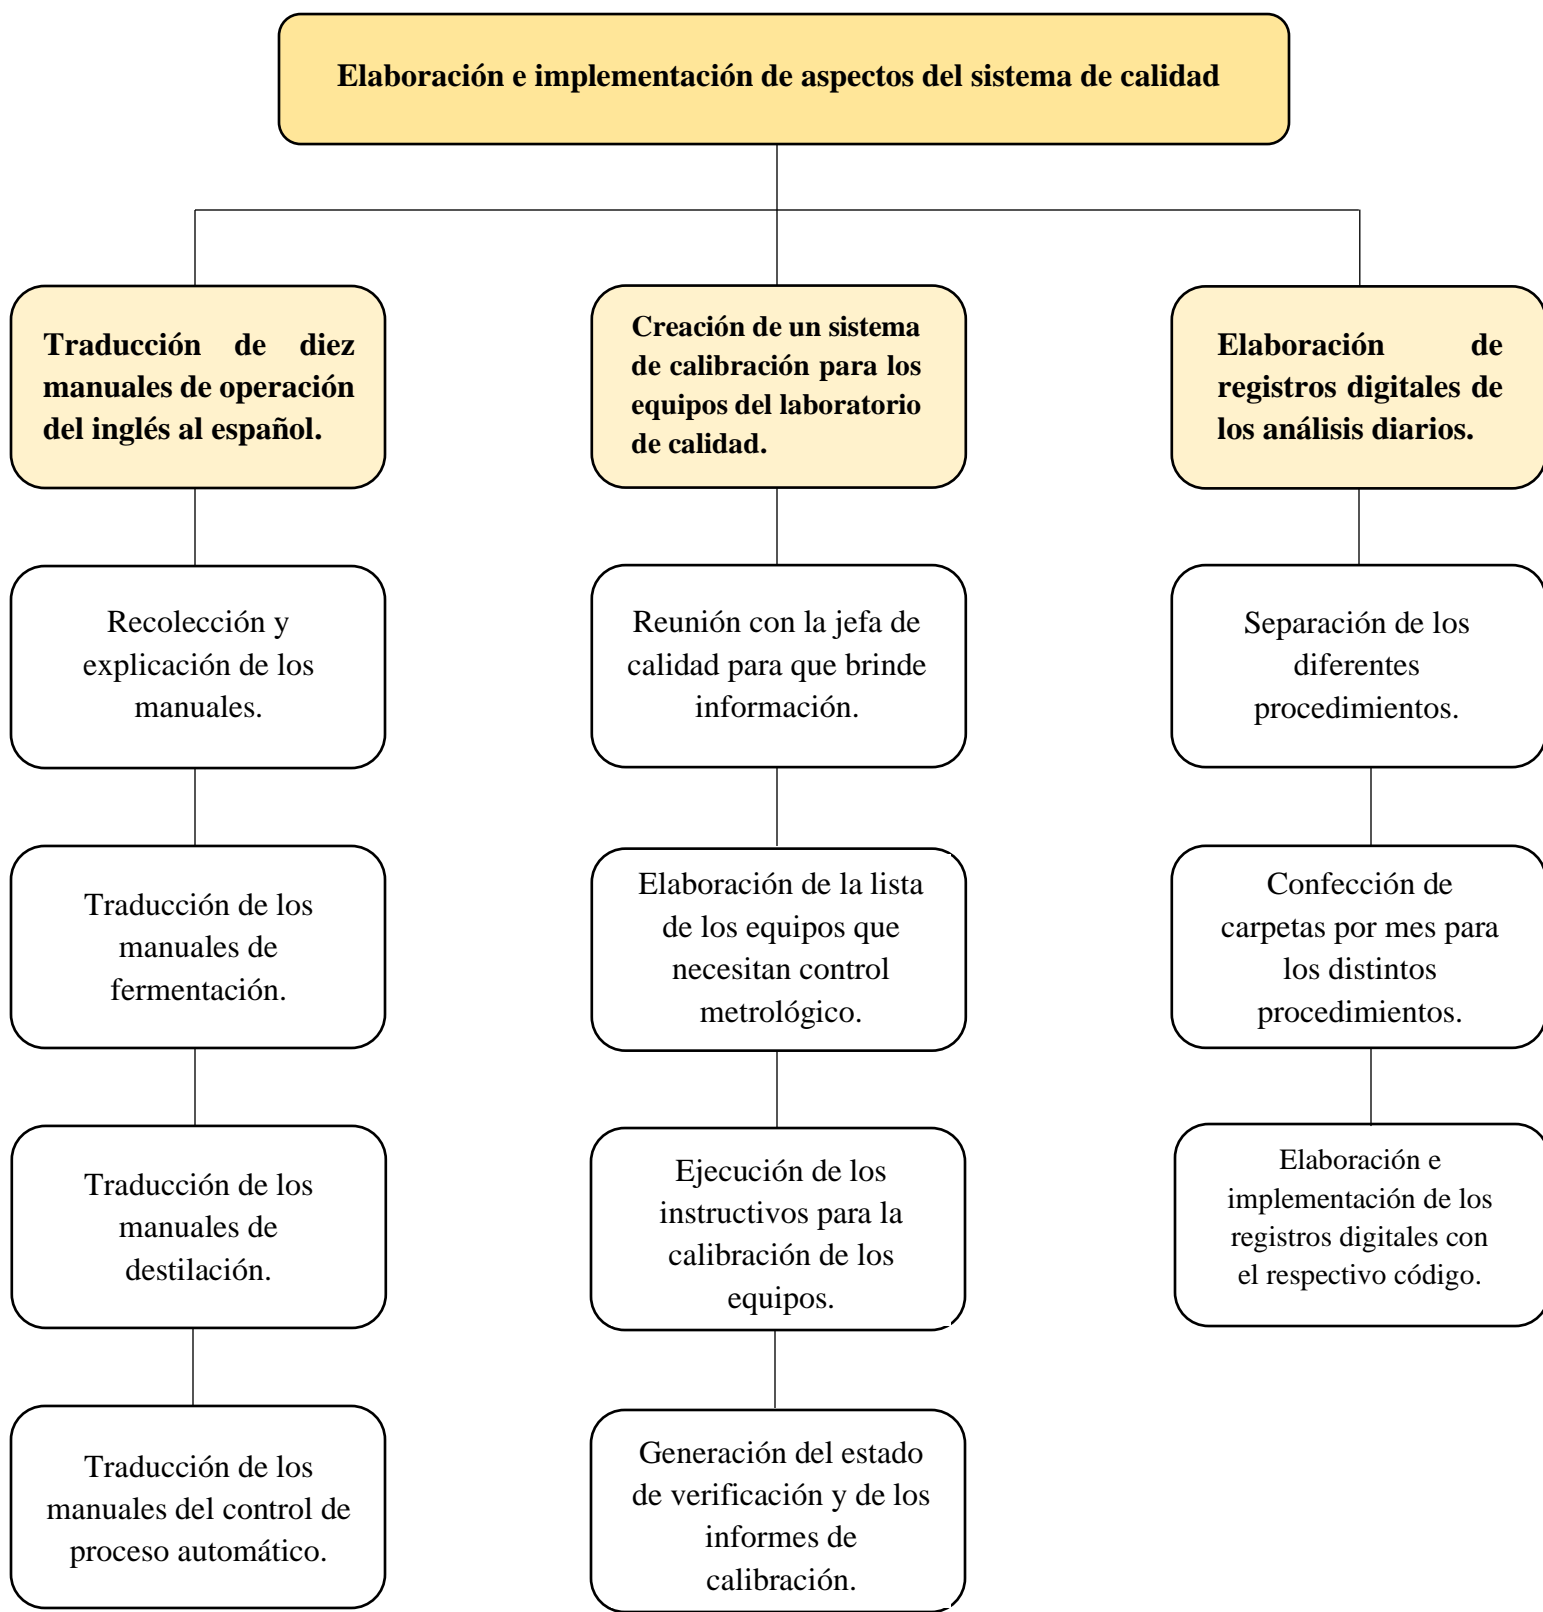 Elaboración e implementación de aspectos del sistema de calidad
Traducción de diez
manuales de operación
del inglés al español.
Recolección y
explicación de los
manuales.
Traducción de los
manuales de
fermentación.
Traducción de los
manuales de
destilación.
Traducción de los
manuales del control de
proceso automático.
Creación de un sistema
de calibración para los
equipos del laboratorio
de calidad.
Reunión con la jefa de
calidad para que brinde
información.
Elaboración de la lista
de los equipos que
necesitan control
metrológico.
Ejecución de los
instructivos para la
calibración de los
equipos.
Generación del estado
de verificación y de los
informes de
calibración.
Elaboración de
registros digitales de
los análisis diarios.
Separación de los
diferentes
procedimientos.
Confección de
carpetas por mes para
los distintos
procedimientos.
Elaboración e
implementación de los
registros digitales con
el respectivo código.